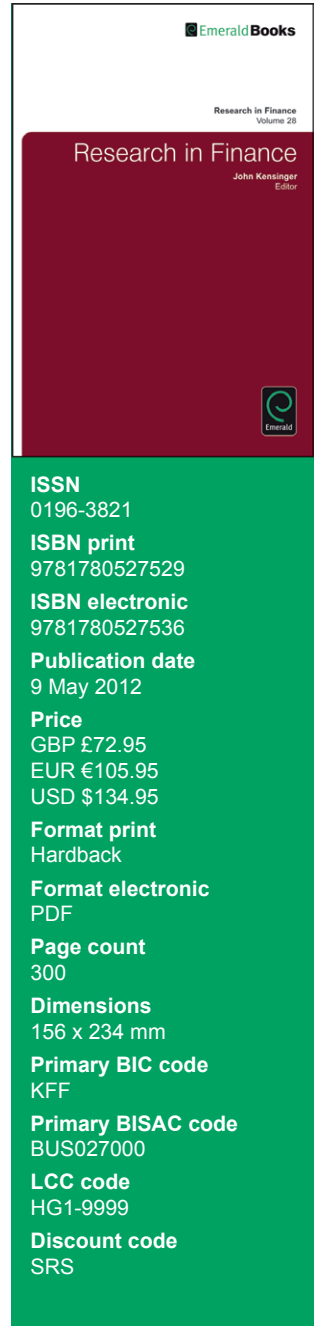 Emerald Books
Research in Finance
Volume 28
Research in Finance
John Kensinger
Editor
Emerald
ISSN
0196-3821
ISBN print
9781780527529
ISBN electronic
9781780527536
Publication date
9 May 2012
Price
GBP £72.95
EUR €105.95
USD $134.95
Format print
Hardback
Format electronic
PDF
Page count
300
Dimensions
156 x 234 mm
Primary BIC code
KFF
Primary BISAC code
BUS027000
LCC code
HG1-9999
Discount code
SRS